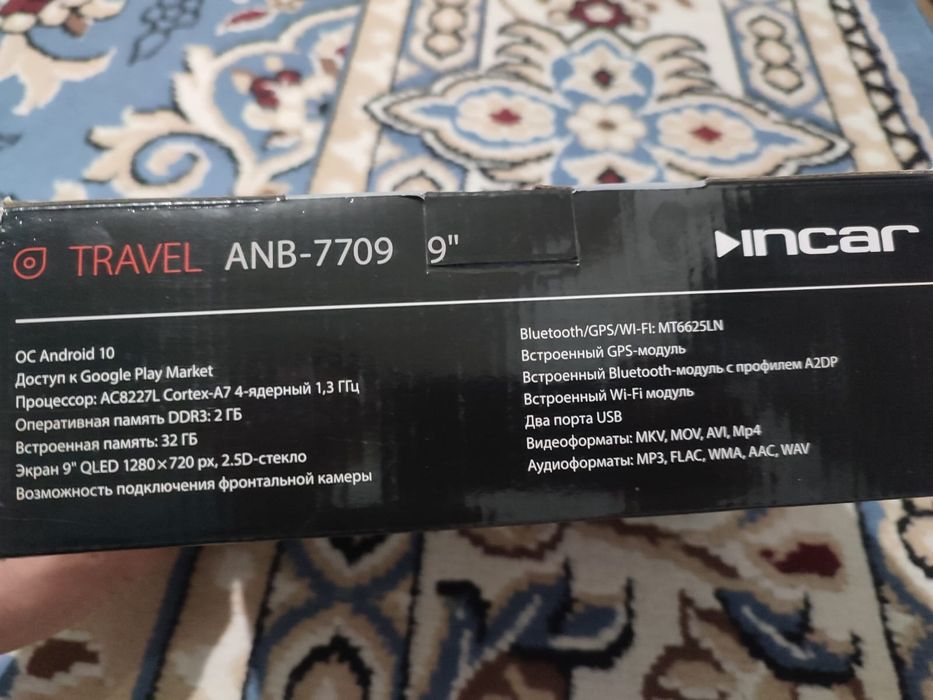 TRAVEL ANB-7709 9"
incar
ОС Android 10
Доступ к Google Play Market
Процессор: AC8227L Cortex-A7 4-ядерный 1,3 ГГц
Оперативная память DDR3: 2 ГБ
Встроенная память: 32 ГБ
Экран 9" QLED 1280×720 px, 2.5D-стекло
Возможность подключения фронтальной камеры
Bluetooth/GPS/WI-FI: MT6625LN
Встроенный GPS-модуль
Встроенный Bluetooth-модуль с профилем A2DP
Встроенный Wi-Fi модуль
Два порта USB
Видеоформаты: MKV, MOV, AVI, Mp4
Аудиоформаты: MP3, FLAC, WMA, AAC, WAV